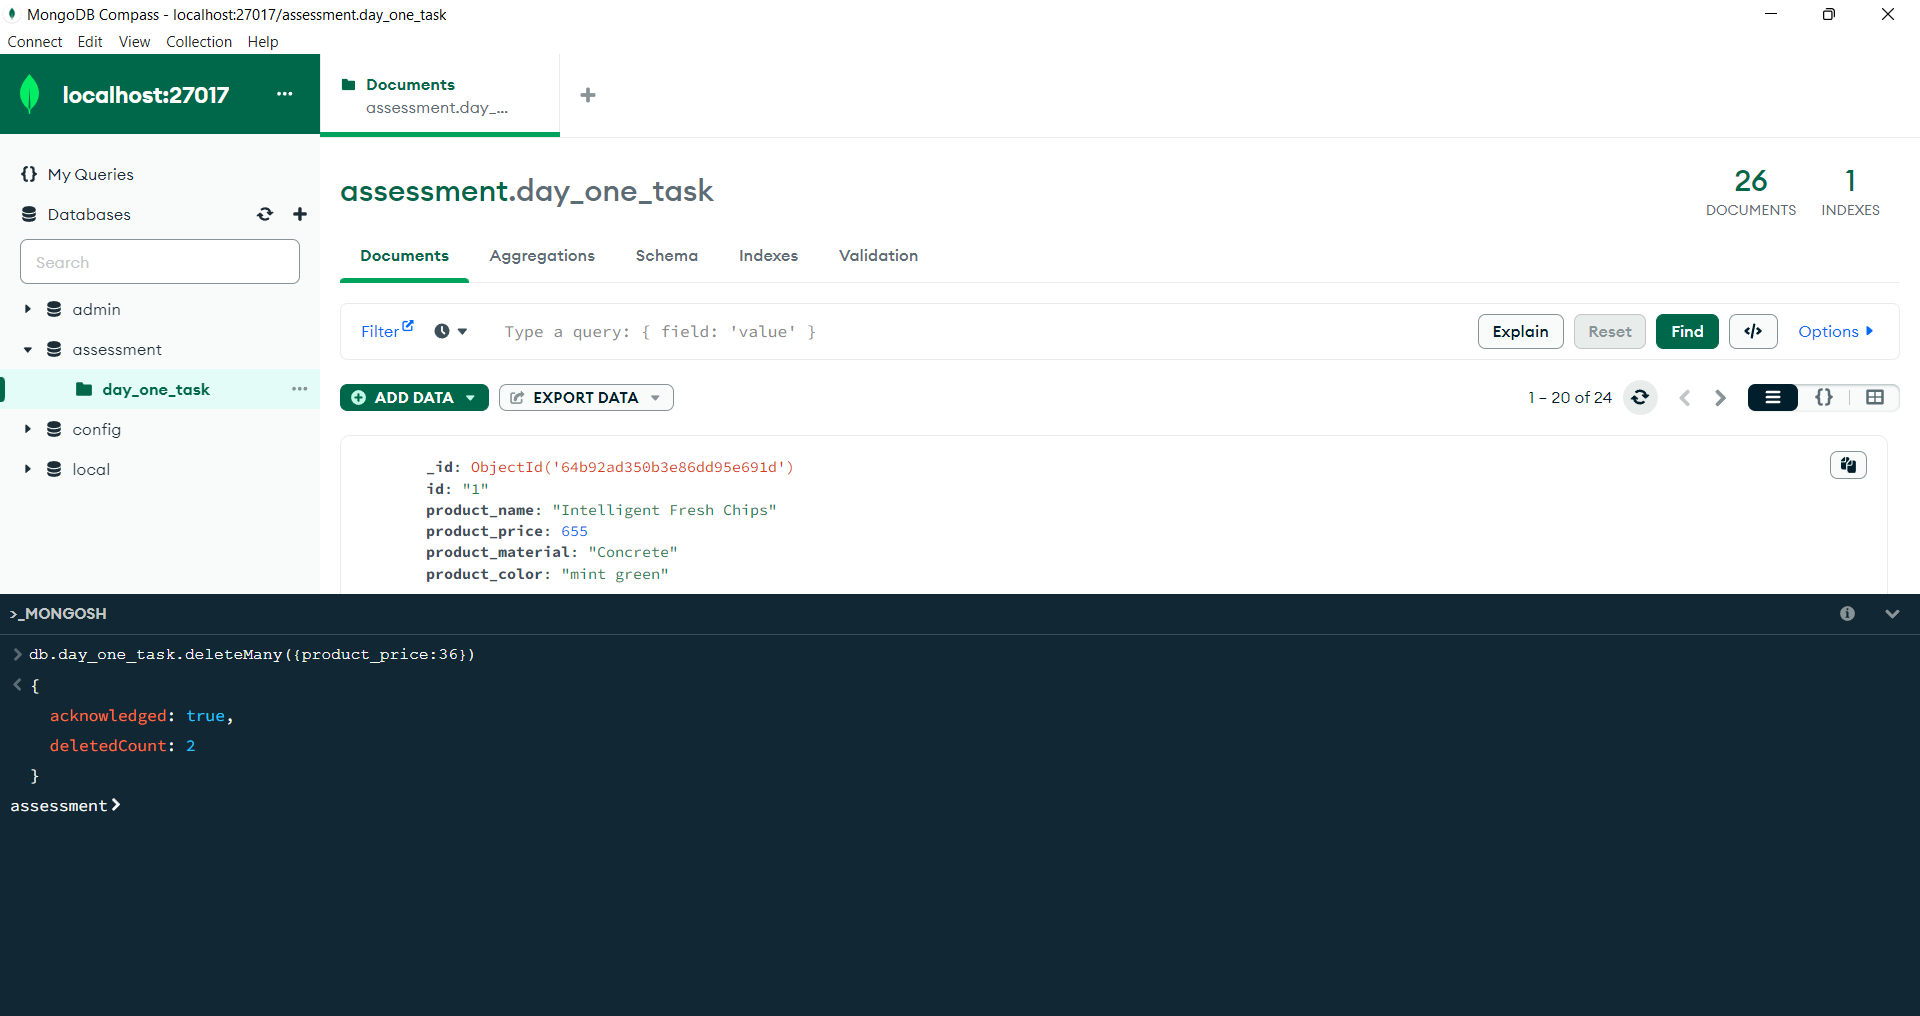 MongoDB Compass - localhost:27017/assessment.day_one_task
Connect Edit View Collection Help
localhost:27017 ...
Documents
assessment.day_...
+
{} My Queries
Databases
Search
admin
assessment
day_one_task ...
config
local
assessment.day_one_task
26
DOCUMENTS
1
INDEXES
Documents Aggregations Schema Indexes Validation
Filter Type a query: { field: 'value' } Explain Reset Find </> Options
ADD DATA EXPORT DATA 1 – 20 of 24 {}
_id: ObjectId('64b92ad350b3e86dd95e691d')
id: "1"
product_name: "Intelligent Fresh Chips"
product_price: 655
product_material: "Concrete"
product_color: "mint green"
>_MONGOSH
> db.day_one_task.deleteMany({product_price:36})
< {
acknowledged: true,
deletedCount: 2
}
assessment>